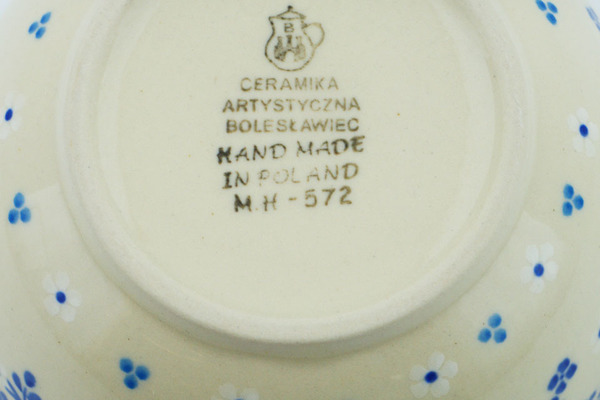 B
CERAMIKA
ARTYSTYCZNA
BOLESŁAWIEC
HAND MADE
IN POLAND
M.H - 572